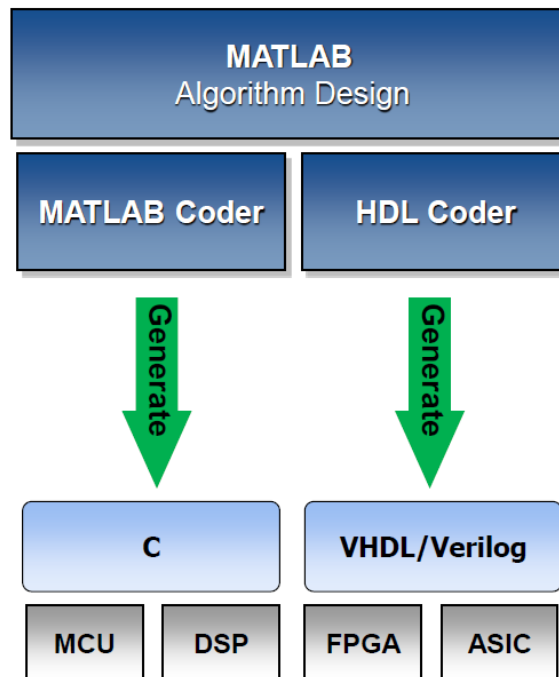 MATLAB
Algorithm Design
MATLAB Coder
HDL Coder
Generate
Generate
C
VHDL/Verilog
MCU
DSP
FPGA
ASIC